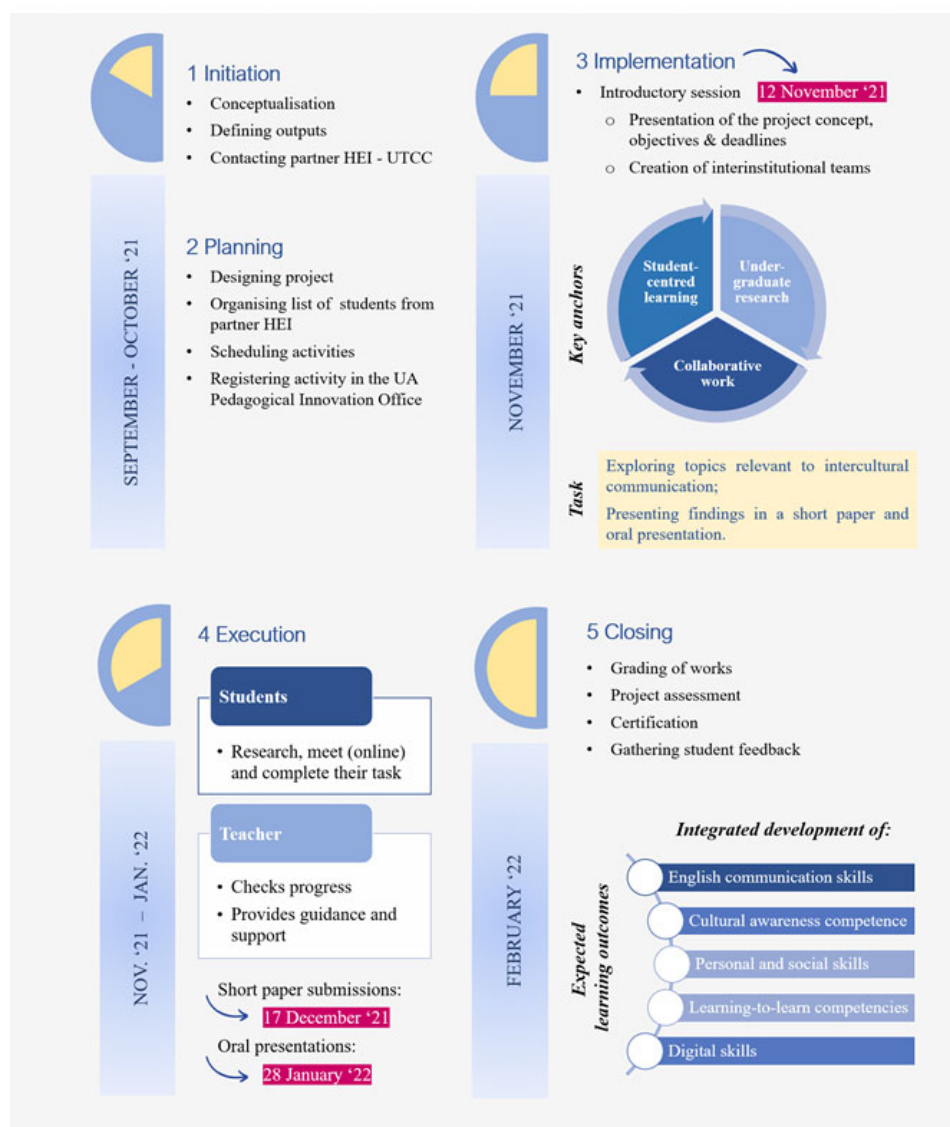 1 Initiation
• Conceptualisation
• Defining outputs
• Contacting partner HEI - UTCC
SEPTEMBER - OCTOBER ‘21
2 Planning
• Designing project
• Organising list of students from
partner HEI
• Scheduling activities
• Registering activity in the UA
Pedagogical Innovation Office
3 Implementation
• Introductory session 12 November ‘21
o Presentation of the project concept,
objectives & deadlines
o Creation of interinstitutional teams
NOVEMBER ‘21
Key anchors
Student-
centred
learning
Under-
graduate
research
Collaborative
work
Task
Exploring topics relevant to intercultural
communication;
Presenting findings in a short paper and
oral presentation.
4 Execution
NOV. ‘21 – JAN. ‘22
Students
• Research, meet (online)
and complete their task
Teacher
• Checks progress
• Provides guidance and
support
Short paper submissions:
17 December ‘21
Oral presentations:
28 January ‘22
5 Closing
• Grading of works
• Project assessment
• Certification
• Gathering student feedback
FEBRUARY ‘22
Expected
learning outcomes
Integrated development of:
English communication skills
Cultural awareness competence
Personal and social skills
Learning-to-learn competencies
Digital skills